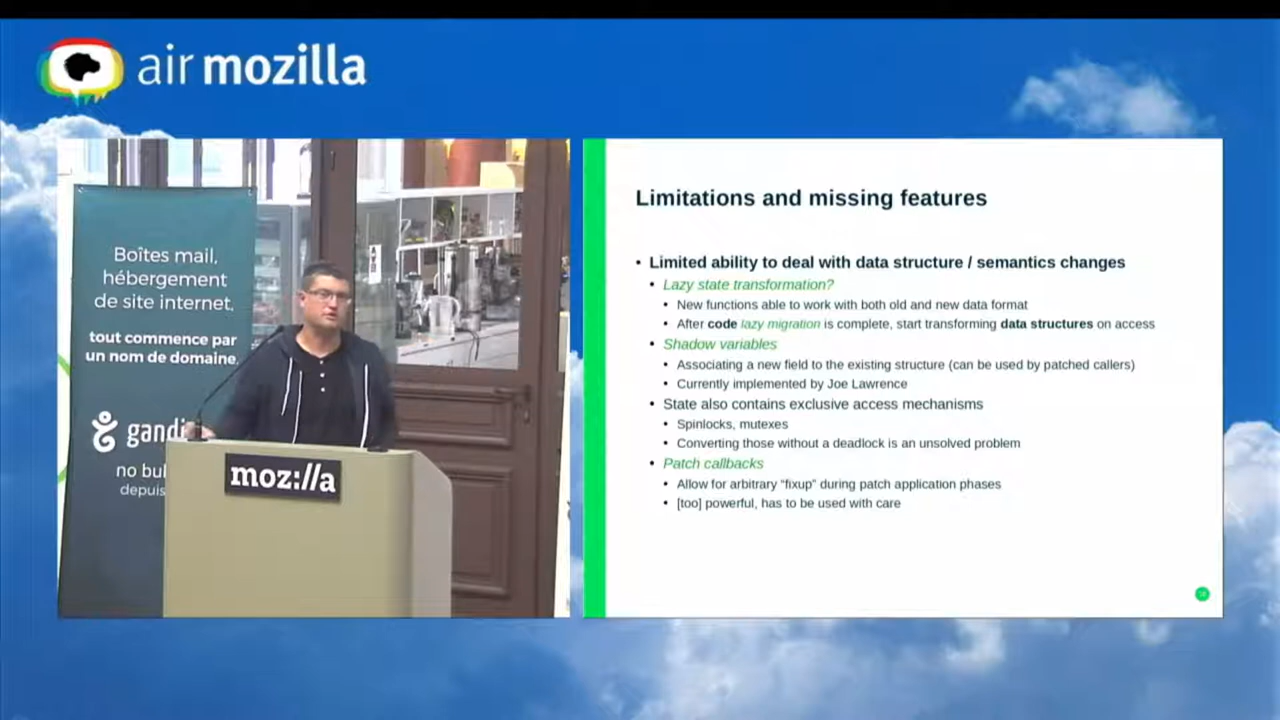 air mozilla
Boîtes mail,
hébergement
de site internet,
tout commence par
un nom de domaine.
gandi
no bul
depuis
moz://a
Limitations and missing features
• Limited ability to deal with data structure / semantics changes
• Lazy state transformation?
• New functions able to work with both old and new data format
• After code lazy migration is complete, start transforming data structures on access
• Shadow variables
• Associating a new field to the existing structure (can be used by patched callers)
• Currently implemented by Joe Lawrence
• State also contains exclusive access mechanisms
• Spinlocks, mutexes
• Converting those without a deadlock is an unsolved problem
• Patch callbacks
• Allow for arbitrary “fixup” during patch application phases
• [too] powerful, has to be used with care